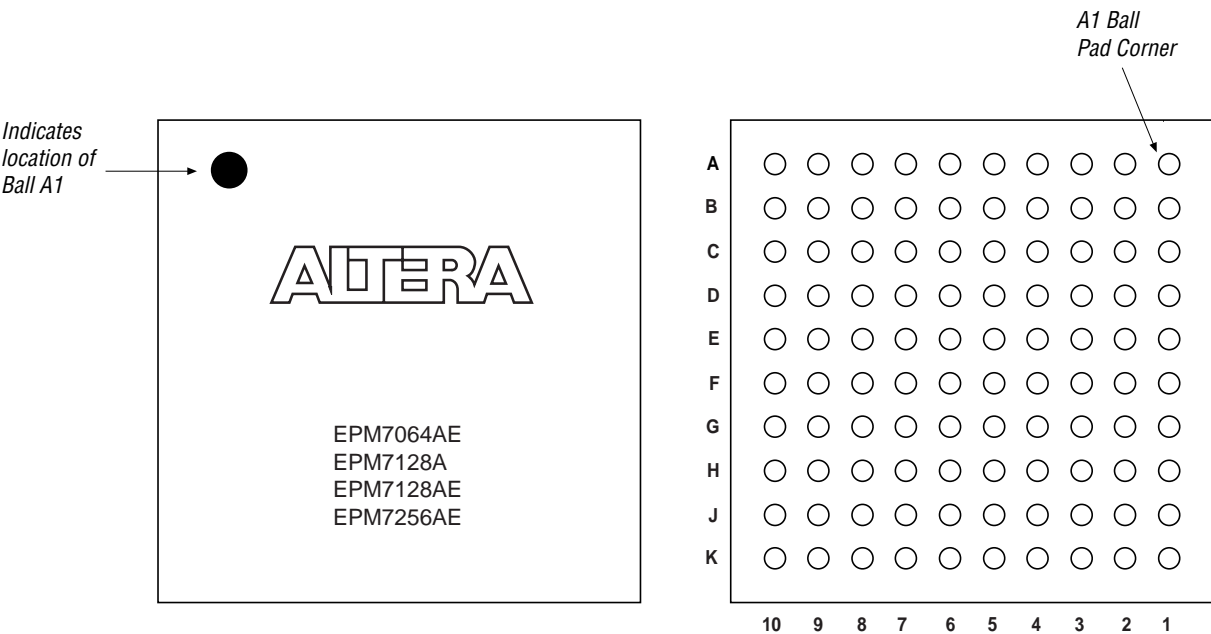 A1 Ball
Pad Corner
Indicates
location of
Ball A1
ALTERA
EPM7064AE
EPM7128A
EPM7128AE
EPM7256AE
A
B
C
D
E
F
G
H
J
K
10 9 8 7 6 5 4 3 2 1